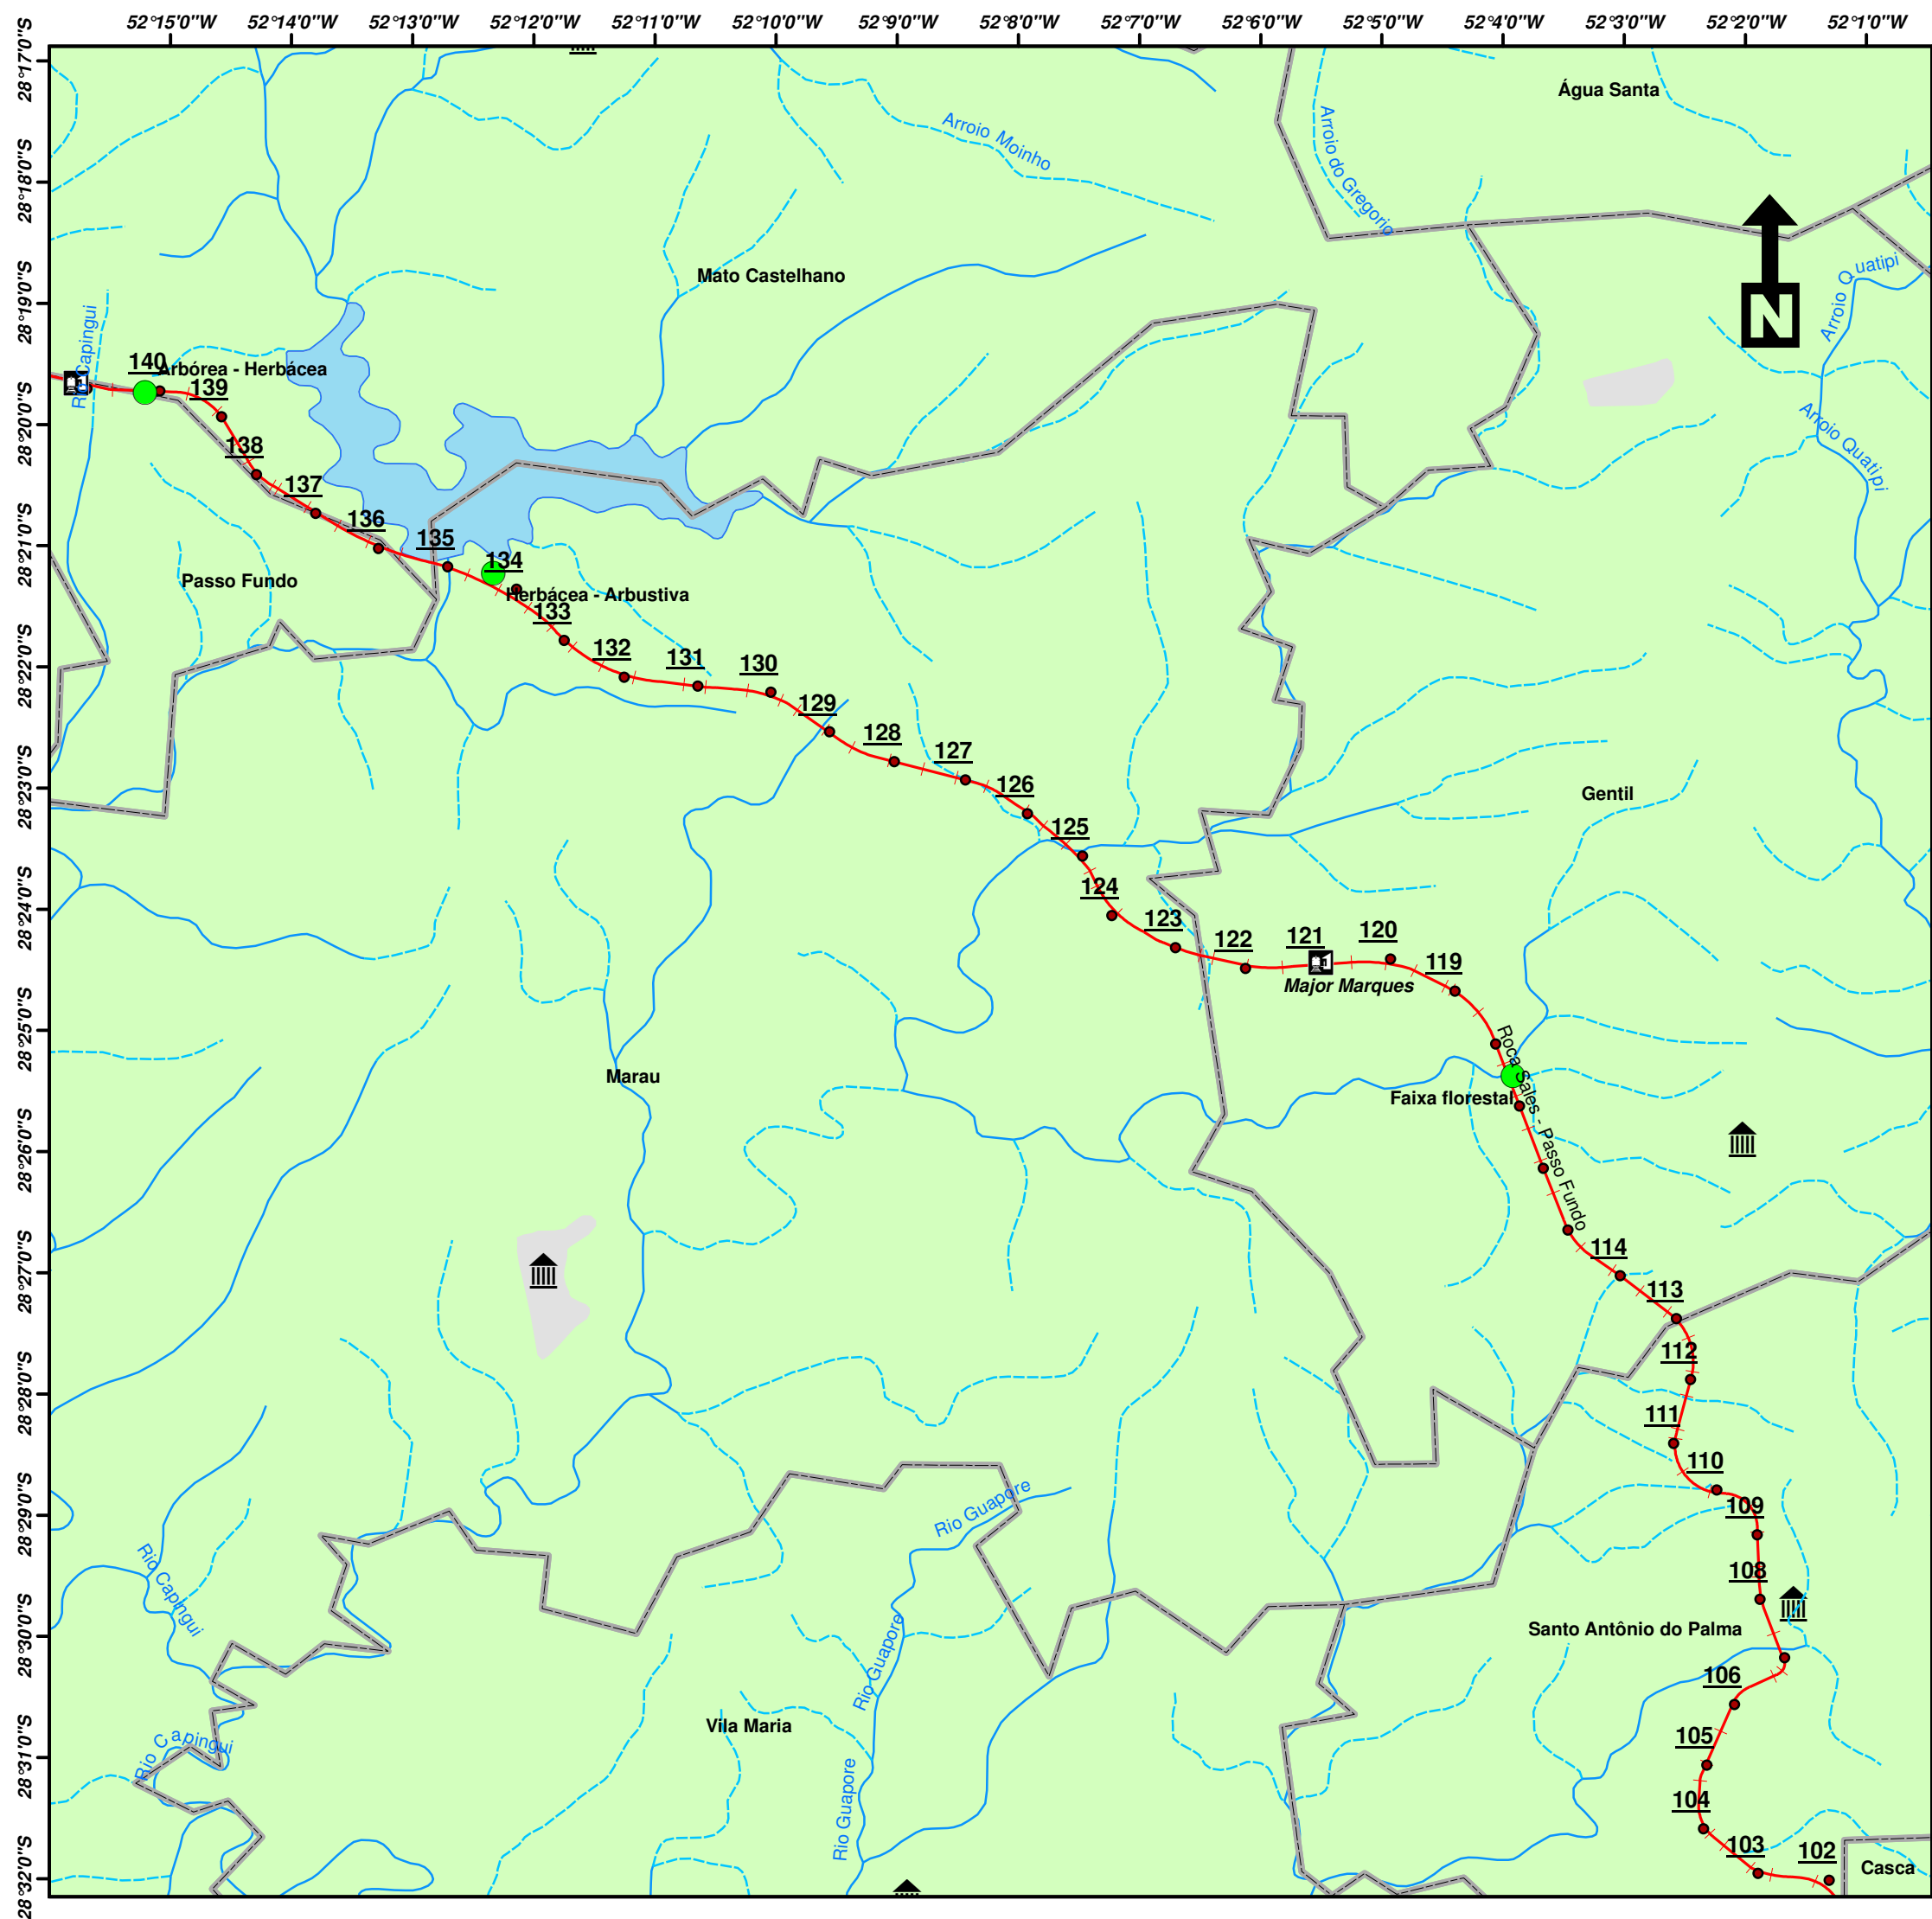 52°15'0"W 52°14'0"W 52°13'0"W 52°12'0"W 52°11'0"W 52°10'0"W 52°9'0"W 52°8'0"W 52°7'0"W 52°6'0"W 52°5'0"W 52°4'0"W 52°3'0"W 52°2'0"W 52°1'0"W
28°17'0"S
28°18'0"S
28°19'0"S
28°20'0"S
28°21'0"S
28°22'0"S
28°23'0"S
28°24'0"S
28°25'0"S
28°26'0"S
28°27'0"S
28°28'0"S
28°29'0"S
28°30'0"S
28°31'0"S
28°32'0"S
Água Santa
Arroio Moinho
Arroio do Gregorio
Mato Castelhano
Arroio Quatipi
N
Rio Capingui
140
Arbórea - Herbácea
139
Arroio Quatipi
138
137
136
135
134
Passo Fundo
Herbácea - Arbustiva
133
132
131
130
129
128
127
126
Gentil
125
124
123
122
121
120
119
Major Marques
Roca Sales - Passo Fundo
Marau
Faixa florestal
114
113
112
111
110
109
Rio Guapore
108
Rio Capingui
Santo Antônio do Palma
Rio Guapore
106
Vila Maria
105
Rio Capingui
104
Rio Guapore
103
102
Casca